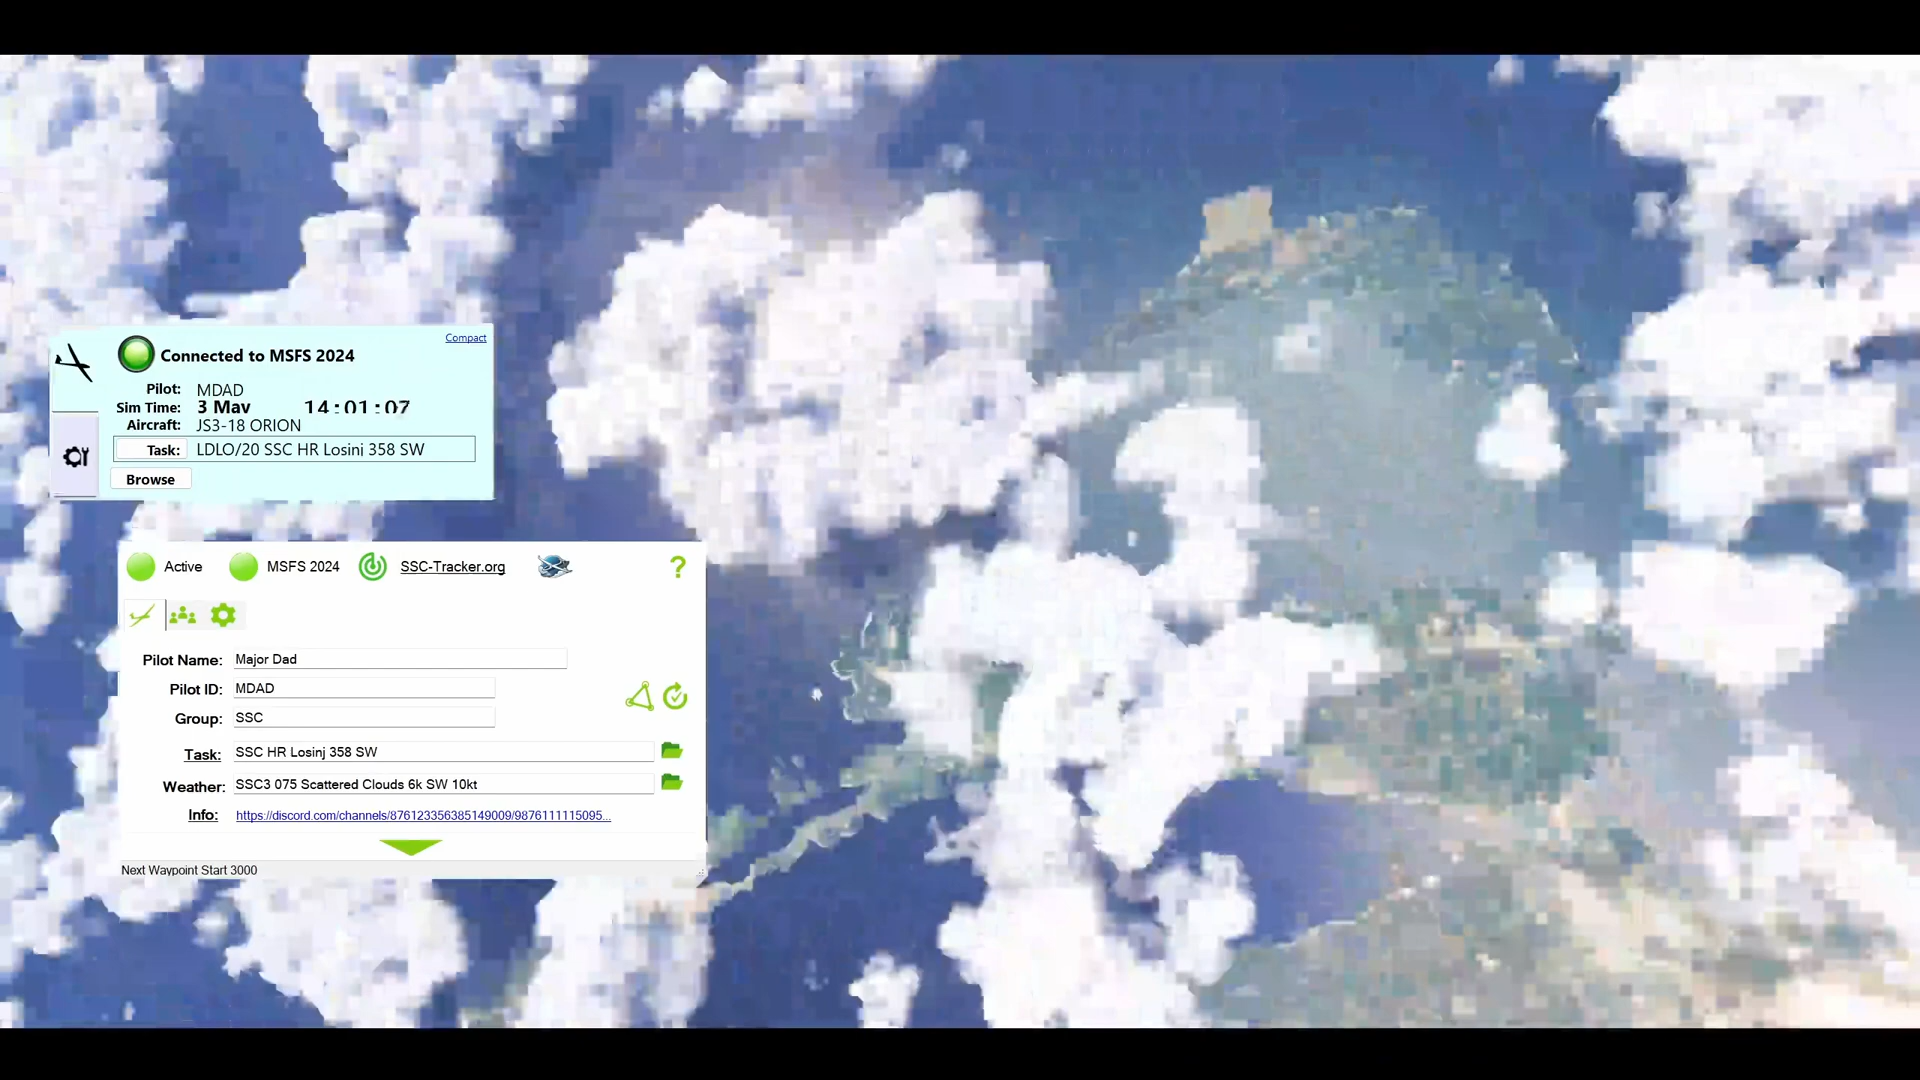 Compact
Connected to MSFS 2024
Pilot: MDAD
Sim Time: 3 May 14:01:07
Aircraft: JS3-18 ORION
Task: LDLO/20 SSC HR Losinj 358 SW
Browse
Active MSFS 2024 SSC-Tracker.org ?
Pilot Name: Major Dad
Pilot ID: MDAD
Group: SSC
Task: SSC HR Losinj 358 SW
Weather: SSC3 075 Scattered Clouds 6k SW 10kt
Info: https://discord.com/channels/876123356385149009/9876111115095...
Next Waypoint Start 3000